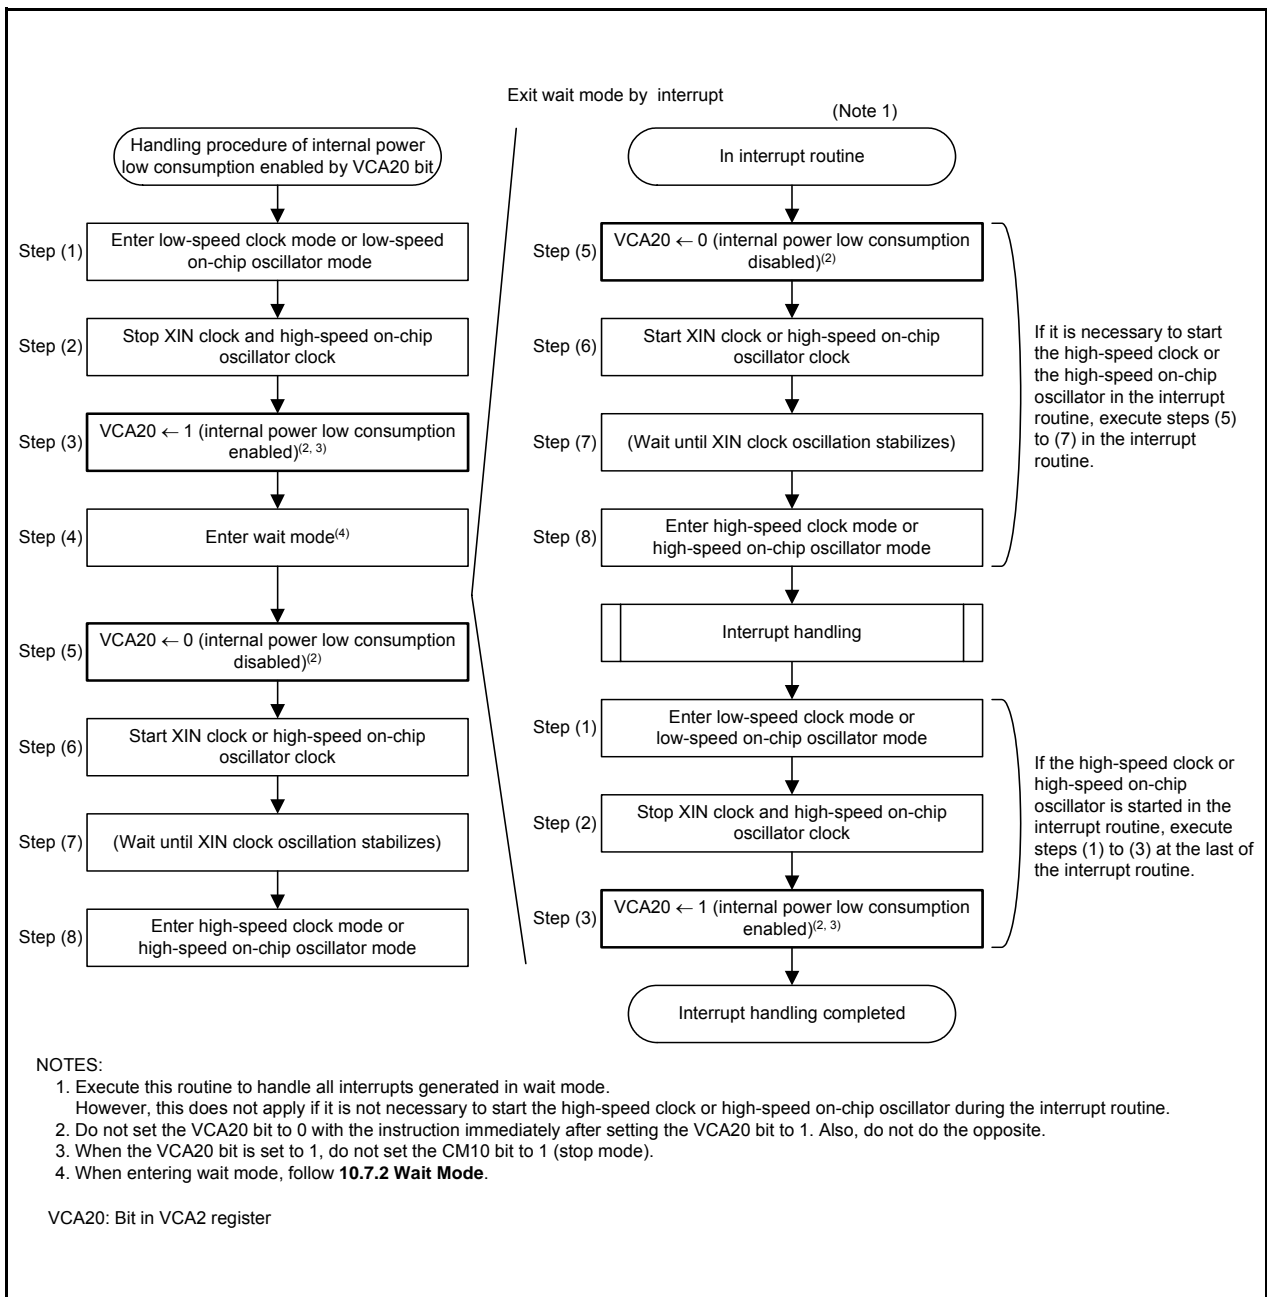 Exit wait mode by interrupt
(Note 1)
Handling procedure of internal power
low consumption enabled by VCA20 bit
Step (1)
Enter low-speed clock mode or low-speed
on-chip oscillator mode
Step (2)
Stop XIN clock and high-speed on-chip
oscillator clock
Step (3)
VCA20 ← 1 (internal power low consumption
enabled)(2, 3)
Step (4)
Enter wait mode(4)
Step (5)
VCA20 ← 0 (internal power low consumption
disabled)(2)
Step (6)
Start XIN clock or high-speed on-chip
oscillator clock
Step (7)
(Wait until XIN clock oscillation stabilizes)
Step (8)
Enter high-speed clock mode or
high-speed on-chip oscillator mode
In interrupt routine
Step (5)
VCA20 ← 0 (internal power low consumption
disabled)(2)
Step (6)
Start XIN clock or high-speed on-chip
oscillator clock
Step (7)
(Wait until XIN clock oscillation stabilizes)
Step (8)
Enter high-speed clock mode or
high-speed on-chip oscillator mode
If it is necessary to start
the high-speed clock or
the high-speed on-chip
oscillator in the interrupt
routine, execute steps (5)
to (7) in the interrupt
routine.
Interrupt handling
Step (1)
Enter low-speed clock mode or
low-speed on-chip oscillator mode
Step (2)
Stop XIN clock and high-speed on-chip
oscillator clock
Step (3)
VCA20 ← 1 (internal power low consumption
enabled)(2, 3)
If the high-speed clock or
high-speed on-chip
oscillator is started in the
interrupt routine, execute
steps (1) to (3) at the last of
the interrupt routine.
Interrupt handling completed
NOTES:
1. Execute this routine to handle all interrupts generated in wait mode.
However, this does not apply if it is not necessary to start the high-speed clock or high-speed on-chip oscillator during the interrupt routine.
2. Do not set the VCA20 bit to 0 with the instruction immediately after setting the VCA20 bit to 1. Also, do not do the opposite.
3. When the VCA20 bit is set to 1, do not set the CM10 bit to 1 (stop mode).
4. When entering wait mode, follow 10.7.2 Wait Mode.
VCA20: Bit in VCA2 register